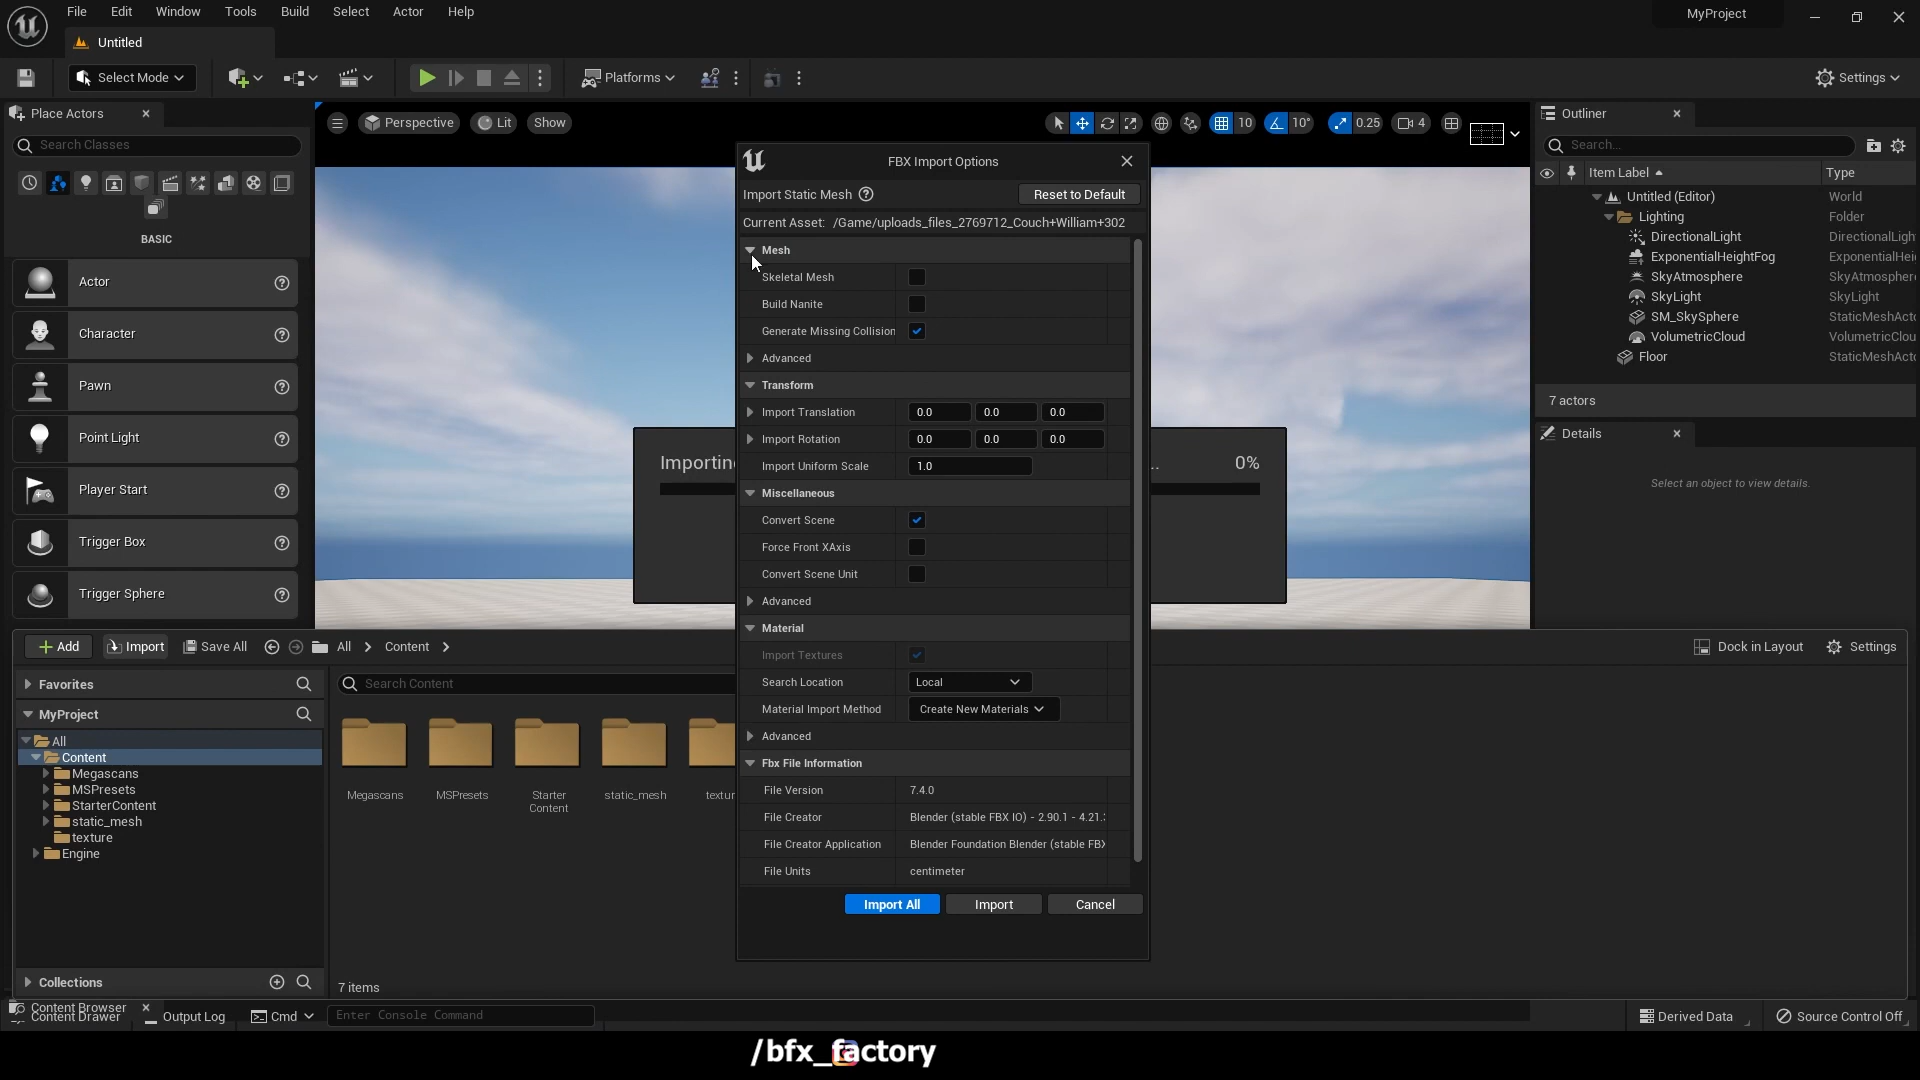 File Edit Window Tools Build Select Actor Help
MyProject
Untitled
Select Mode
Platforms
Settings
Place Actors
Search Classes
BASIC
Actor
Character
Pawn
Point Light
Player Start
Trigger Box
Trigger Sphere
Perspective Lit Show
10 10° 0.25 4
Importin
.. 0%
FBX Import Options
Import Static Mesh Reset to Default
Current Asset: /Game/uploads_files_2769712_Couch+William+302
Mesh
Skeletal Mesh
Build Nanite
Generate Missing Collision
Advanced
Transform
Import Translation 0.0 0.0 0.0
Import Rotation 0.0 0.0 0.0
Import Uniform Scale 1.0
Miscellaneous
Convert Scene
Force Front XAxis
Convert Scene Unit
Advanced
Material
Import Textures
Search Location Local
Material Import Method Create New Materials
Advanced
Fbx File Information
File Version 7.4.0
File Creator Blender (stable FBX IO) - 2.90.1 - 4.21.
File Creator Application Blender Foundation Blender (stable FBX
File Units centimeter
Import All Import Cancel
Outliner
Search...
Item Label Type
Untitled (Editor) World
Lighting Folder
DirectionalLight DirectionalLigh
ExponentialHeightFog ExponentialHei
SkyAtmosphere SkyAtmosphere
SkyLight SkyLight
SM_SkySphere StaticMeshActo
VolumetricCloud VolumetricClou
Floor StaticMeshActo
7 actors
Details
Select an object to view details.
Add Import Save All All Content
Dock in Layout Settings
Favorites
MyProject
All
Content
Megascans
MSPresets
StarterContent
static_mesh
texture
Engine
Collections
Search Content
Megascans
MSPresets
Starter
Content
static_mesh
textur
7 items
Content Browser
Content Drawer Output Log Cmd Enter Console Command
Derived Data Source Control Off
/bfx_factory